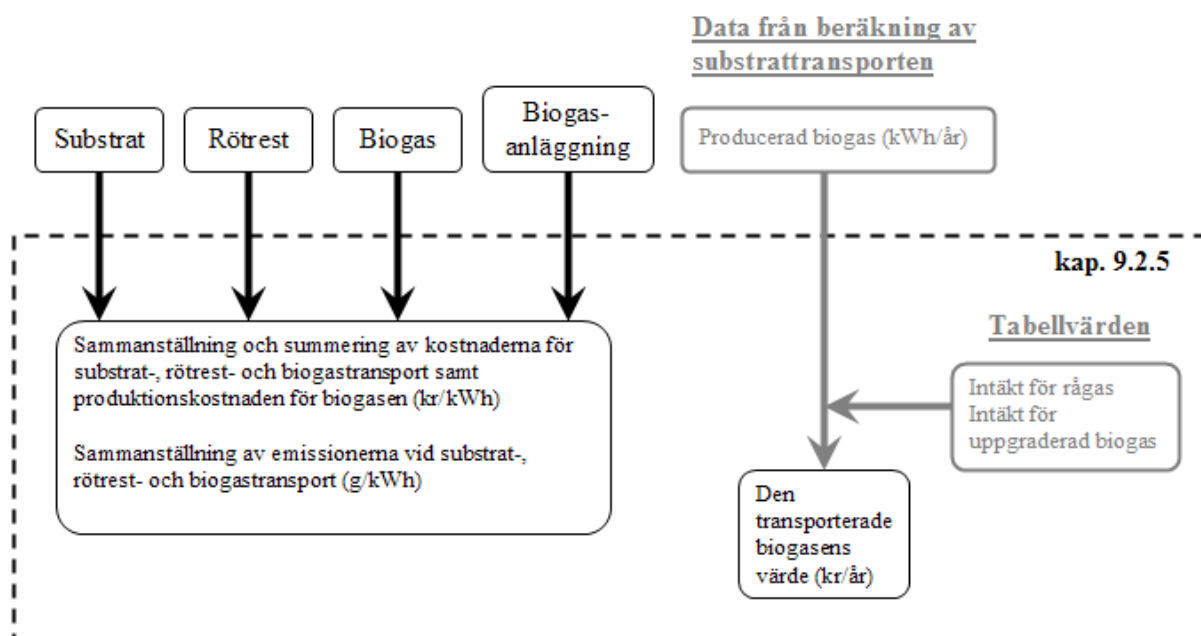 Data från beräkning av
substrattransporten
Substrat
Rötrest
Biogas
Biogas-
anläggning
Producerad biogas (kWh/år)
kap. 9.2.5
Sammanställning och summering av kostnaderna för
substrat-, rötrest- och biogastransport samt
produktionskostnaden för biogasen (kr/kWh)
Sammanställning av emissionerna vid substrat-,
rötrest- och biogastransport (g/kWh)
Tabellvärden
Intäkt för rågas
Intäkt för
uppgraderad biogas
Den
transporterade
biogasens
värde (kr/år)